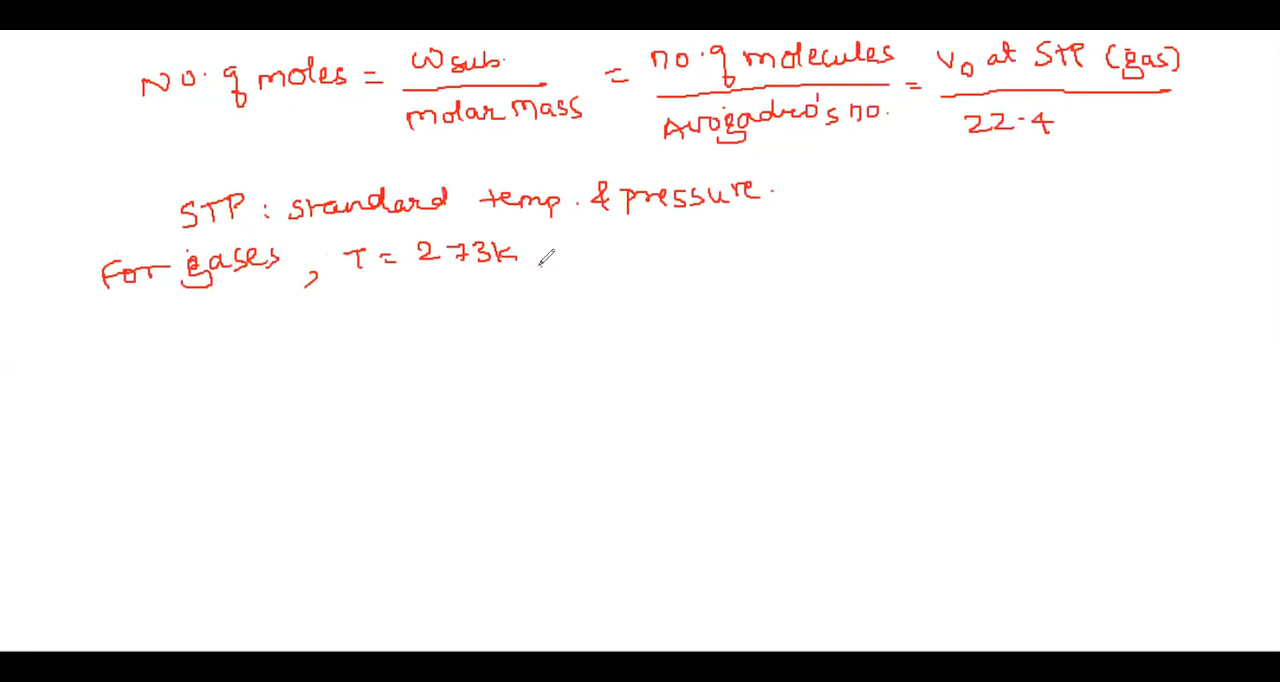 No. of moles = W sub. / molar mass = no. of molecules / Avogadro's no. = V0 at STP (gas) / 22.4
STP : standard temp. & pressure.
For gases, T = 273K